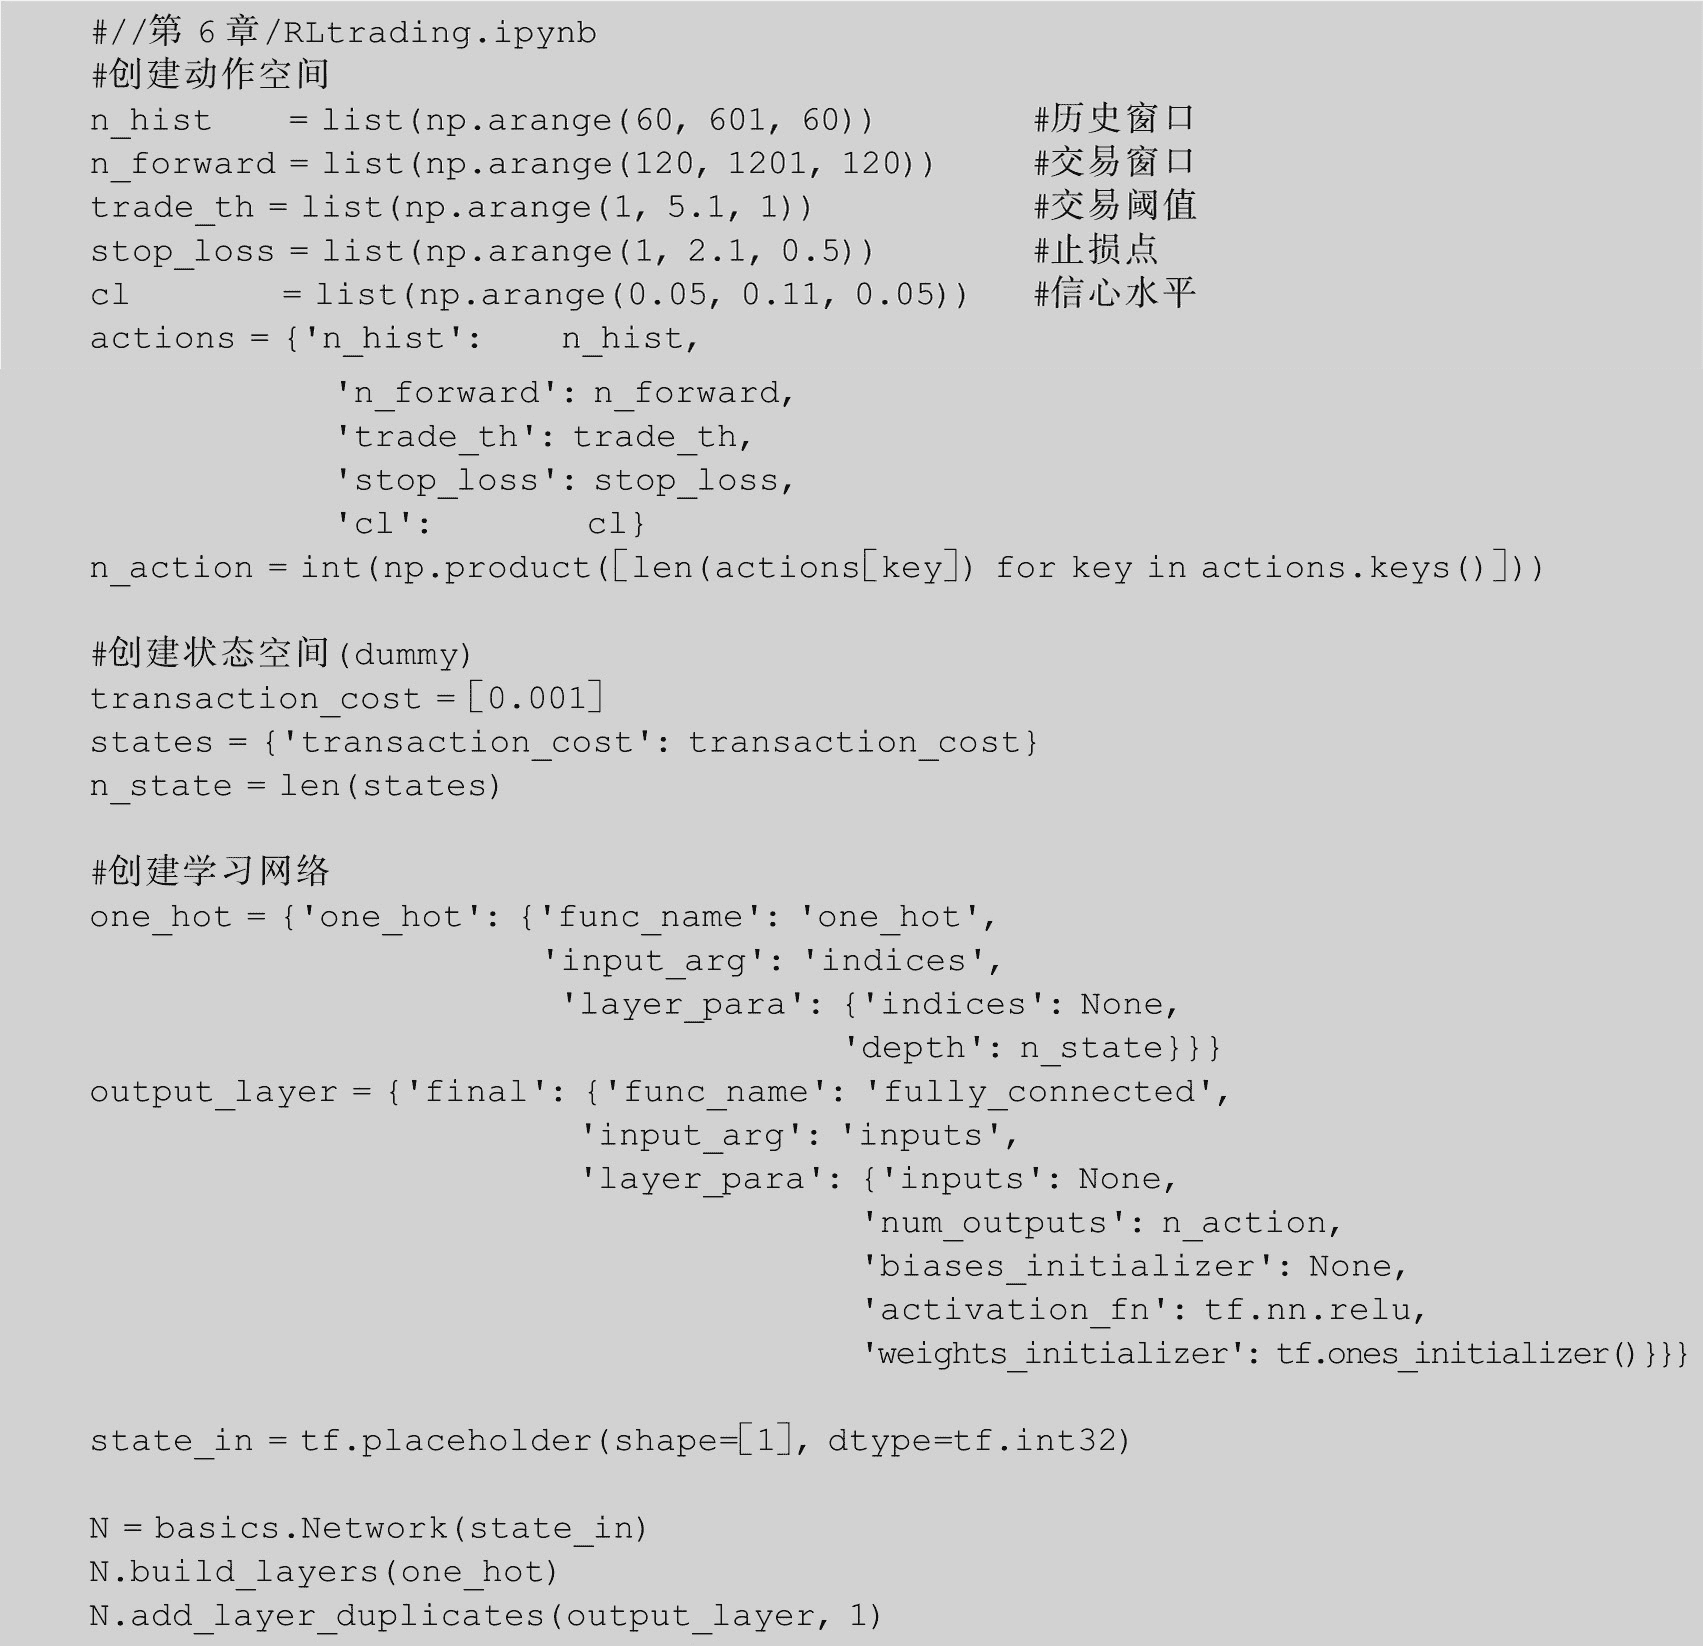 #//第 6 章/RLtrading.ipynb
#创建动作空间
n_hist    = list(np.arange(60, 601, 60))        #历史窗口
n_forward = list(np.arange(120, 1201, 120))     #交易窗口
trade_th = list(np.arange(1, 5.1, 1))           #交易阈值
stop_loss = list(np.arange(1, 2.1, 0.5))        #止损点
cl        = list(np.arange(0.05, 0.11, 0.05))   #信心水平
actions = {'n_hist':    n_hist,
            'n_forward': n_forward,
            'trade_th': trade_th,
            'stop_loss': stop_loss,
            'cl':        cl}
n_action = int(np.product([len(actions[key]) for key in actions.keys()]))
#创建状态空间(dummy)
transaction_cost = [0.001]
states = {'transaction_cost': transaction_cost}
n_state = len(states)
#创建学习网络
one_hot = {'one_hot': {'func_name': 'one_hot',
                       'input_arg': 'indices',
                        'layer_para': {'indices': None,
                                      'depth': n_state}}}
output_layer = {'final': {'func_name': 'fully_connected',
                         'input_arg': 'inputs',
                         'layer_para': {'inputs': None,
                                       'num_outputs': n_action,
                                       'biases_initializer': None,
                                       'activation_fn': tf.nn.relu,
                                       'weights_initializer': tf.ones_initializer()}}}
state_in = tf.placeholder(shape=[1], dtype=tf.int32)
N = basics.Network(state_in)
N.build_layers(one_hot)
N.add_layer_duplicates(output_layer, 1)